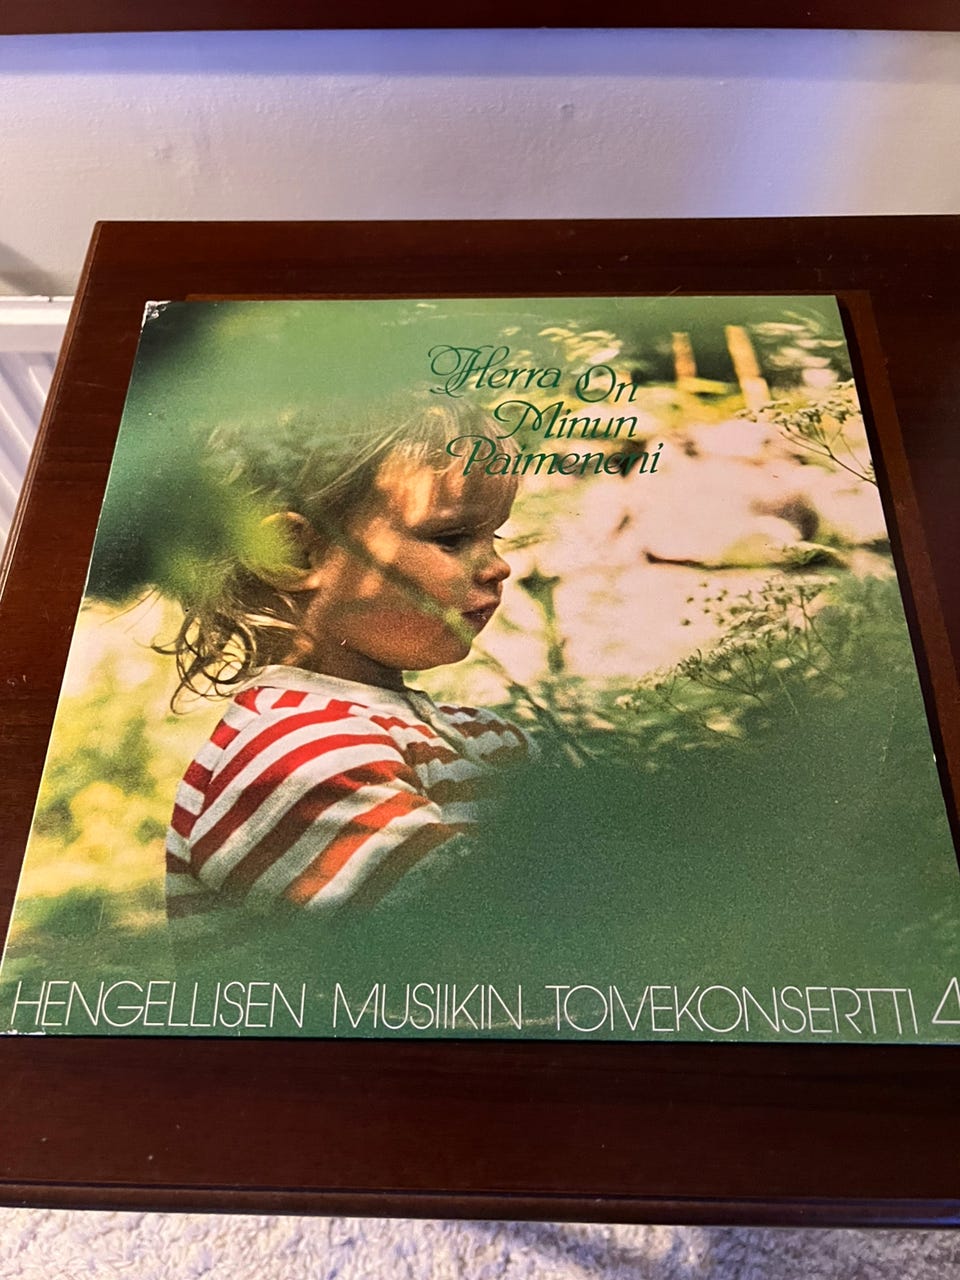 Herra On
Minun
Paimeneni
HENGELLISEN MUSIIKIN TOIVEKONSERTTI 4